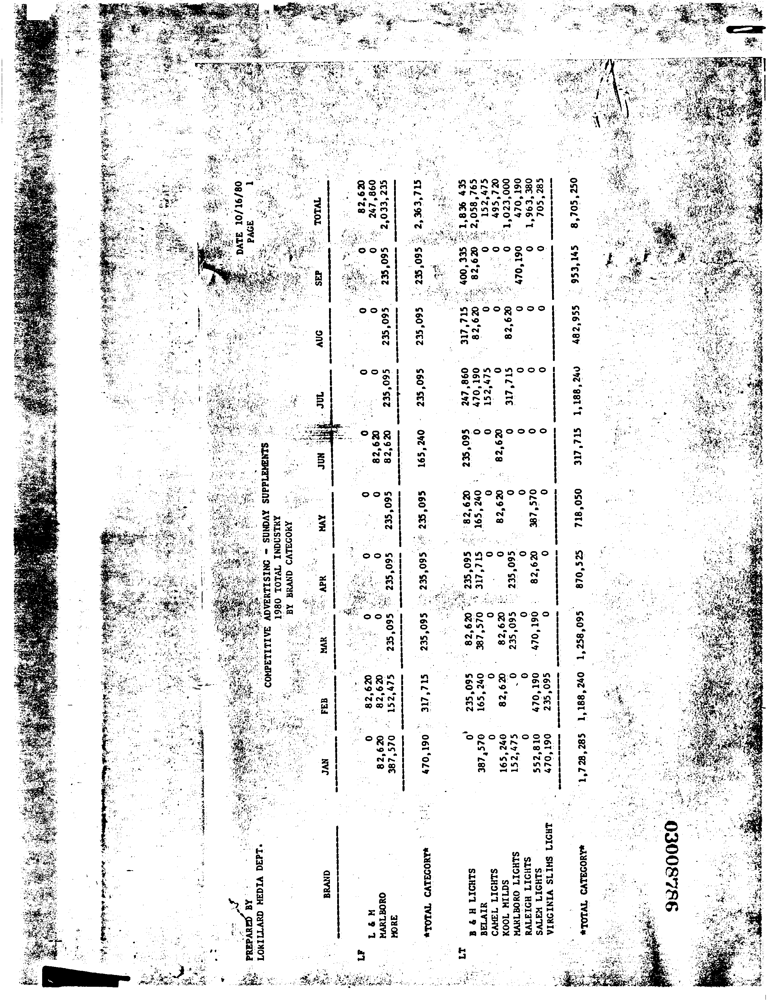 DATE 10/16/80
PREPARED BY
LORILLARD MEDIA DEPT.
PAGE 1
COMPETITIVE ADVERTISING - SUNDAY SUPPLEMENTS
1980 TOTAL INDUSTRY
BY BRAND CATEGORY
BRAND JAN FEB MAR APR MAY JUN JUL AUG SEP TOTAL
LF
L & M 0 82,620 0 0 0 0 0 0 0 82,620
MARLBORO 82,620 82,620 0 0 0 82,620 0 0 0 247,860
MORE 387,570 152,475 235,095 235,095 235,095 82,620 235,095 235,095 235,095 2,033,235
*TOTAL CATEGORY* 470,190 317,715 235,095 235,095 235,095 165,240 235,095 235,095 235,095 2,363,715
LT
B & H LIGHTS 0 235,095 82,620 235,095 82,620 235,095 247,860 317,715 400,335 1,836 435
BELAIR 387,570 165,240 387,570 317,715 165,240 0 470,190 82,620 82,620 2,058,765
CAMEL LIGHTS 0 0 0 0 0 0 152,475 0 0 152,475
KOOL MILDS 165,240 82,620 82,620 0 82,620 82,620 0 0 0 495,720
MARLBORO LIGHTS 152,475 0 235,095 235,095 0 0 317,715 82,620 0 1,023,000
RALEIGH LIGHTS 0 0 0 0 0 0 0 0 470,190 470,190
SALEM LIGHTS 552,810 470,190 470,190 82,620 387,570 0 0 0 0 1,963,380
VIRGINIA SLIMS LIGHT 470,190 235,095 0 0 0 0 0 0 0 705,285
*TOTAL CATEGORY* 1,728,285 1,188,240 1,258,095 870,525 718,050 317,715 1,188,240 482,955 953,145 8,705,250
03008786